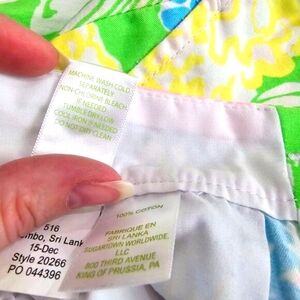 MACHINE WASH COLD
SEPARATELY
NON-CHLORINE BLEACH
IF NEEDED
TUMBLE DRY LOW
COOL IRON IF NEEDED
DO NOT DRY CLEAN
516
mbo, Sri Lank
15-Dec
Style 20266
PO 044396
100% COTTON
FABRIQUE EN
SRI LANKA
SUGARTOWN WORLDWIDE,
LLC
800 THIRD AVENUE
KING OF PRUSSIA, PA